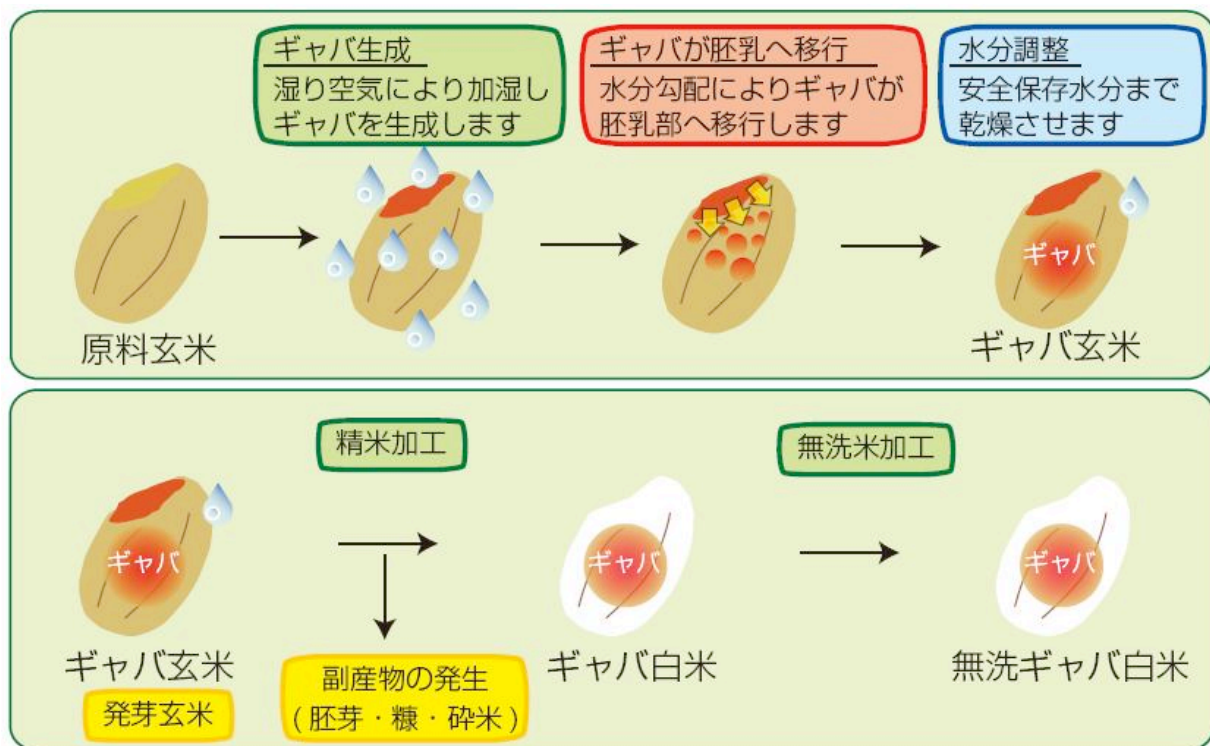 ギャバ生成
湿り空気により加湿し
ギャバを生成します
ギャバが胚乳へ移行
水分勾配によりギャバが
胚乳部へ移行します
水分調整
安全保存水分まで
乾燥させます
原料玄米
ギャバ
ギャバ玄米
精米加工
無洗米加工
ギャバ
ギャバ
ギャバ
ギャバ玄米
発芽玄米
副産物の発生
(胚芽・糠・砕米)
ギャバ白米
無洗ギャバ白米